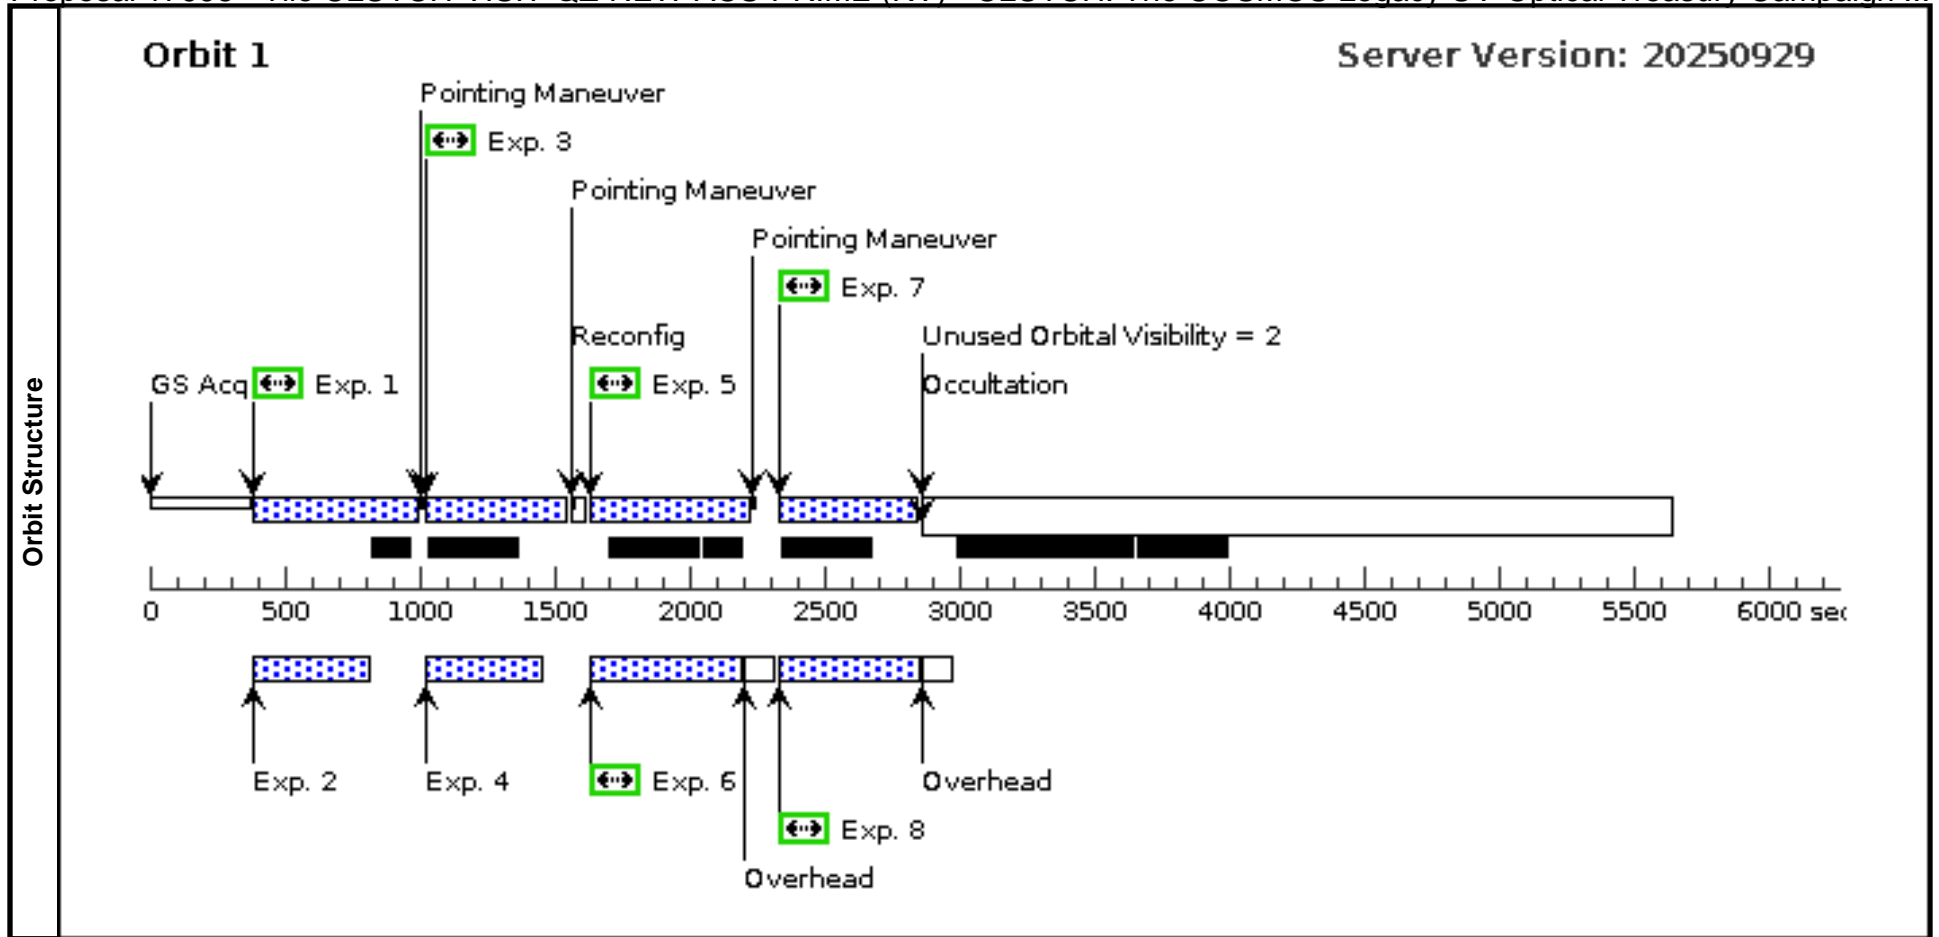 Orbit Structure
Orbit 1
Server Version: 20250929
Pointing Maneuver
Exp. 3
Pointing Maneuver
Pointing Maneuver
Exp. 7
Reconfig
Unused Orbital Visibility = 2
GS Acq
Exp. 1
Exp. 5
Occultation
0 500 1000 1500 2000 2500 3000 3500 4000 4500 5000 5500 6000
Exp. 2
Exp. 4
Exp. 6
Overhead
Exp. 8
Overhead